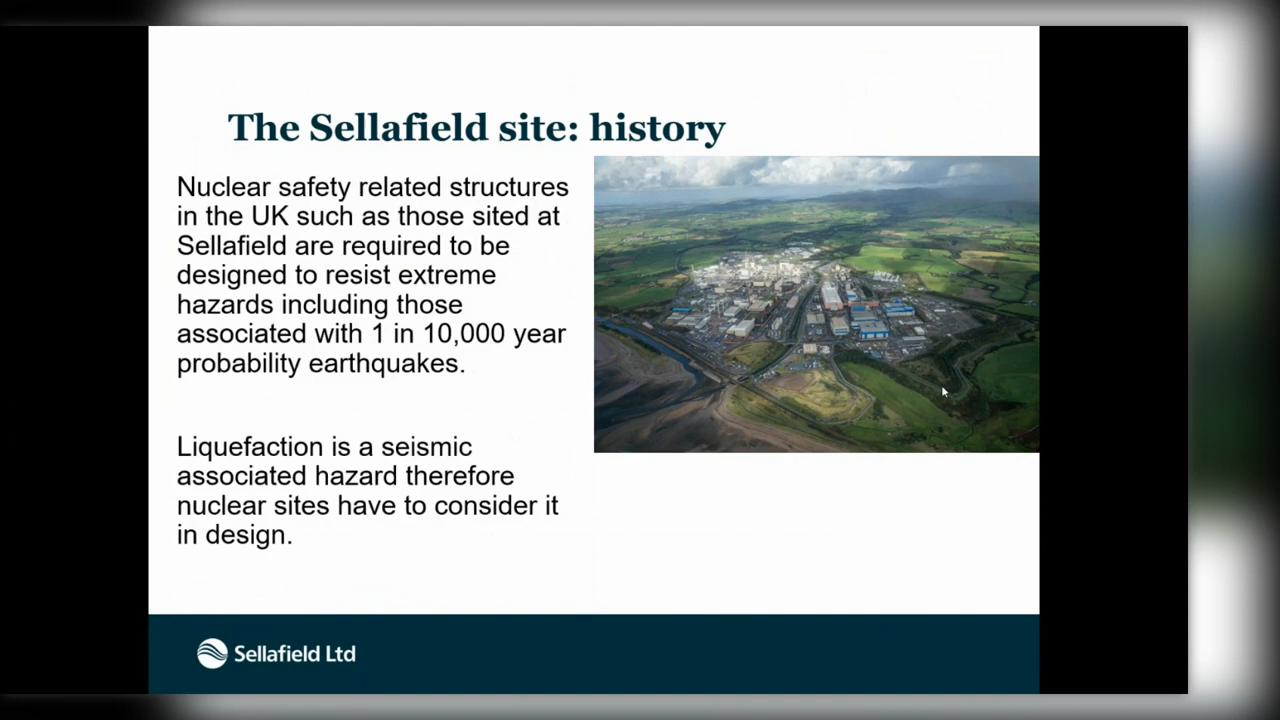 The Sellafield site: history
Nuclear safety related structures
in the UK such as those sited at
Sellafield are required to be
designed to resist extreme
hazards including those
associated with 1 in 10,000 year
probability earthquakes.
Liquefaction is a seismic
associated hazard therefore
nuclear sites have to consider it
in design.
Sellafield Ltd